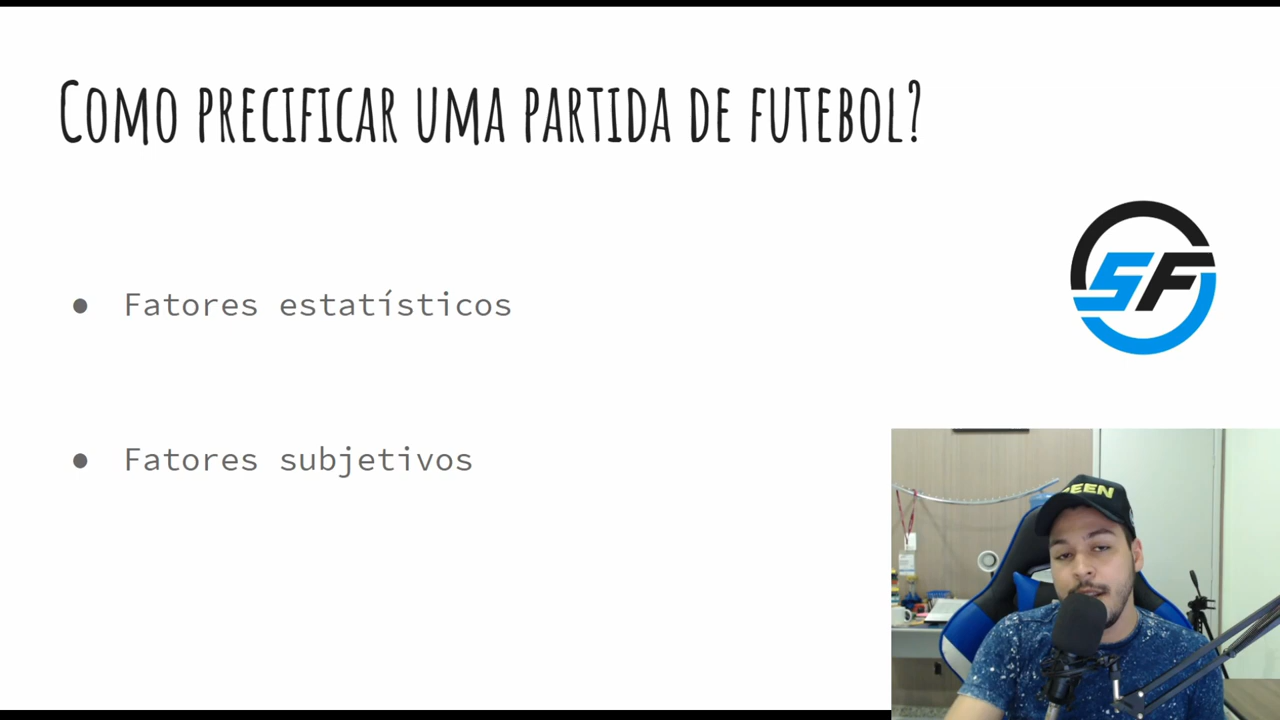 Como precificar uma partida de futebol?
● Fatores estatísticos
SF
● Fatores subjetivos